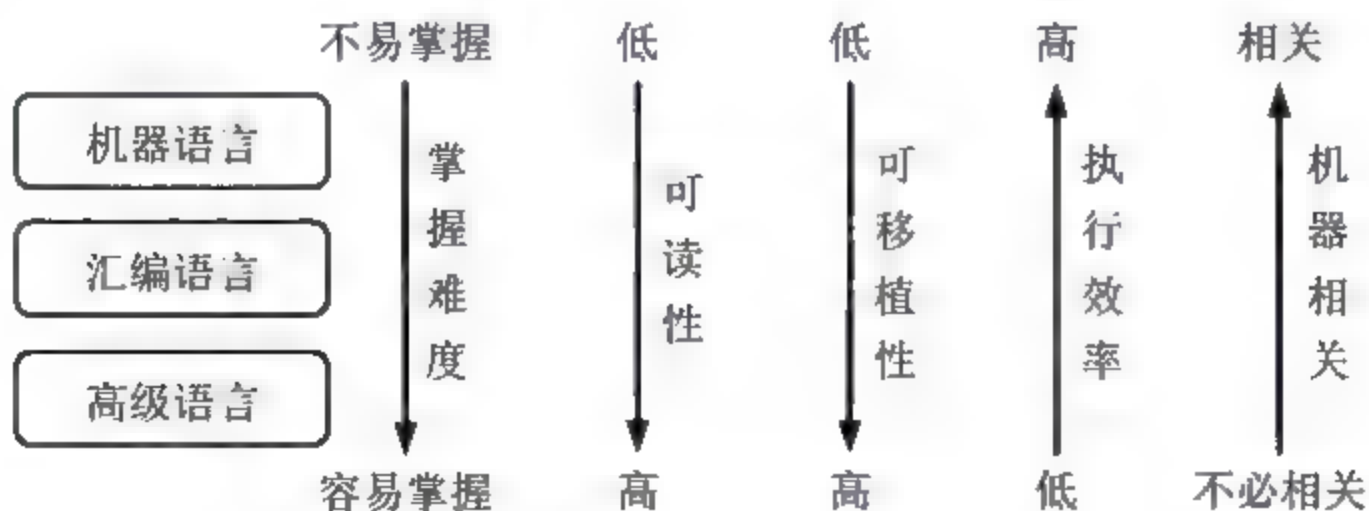 不易掌握 低 低 高 相关
机器语言
汇编语言
高级语言
掌握难度
可读性
可移植性
执行效率
机器相关
容易掌握 高 高 低 不必相关